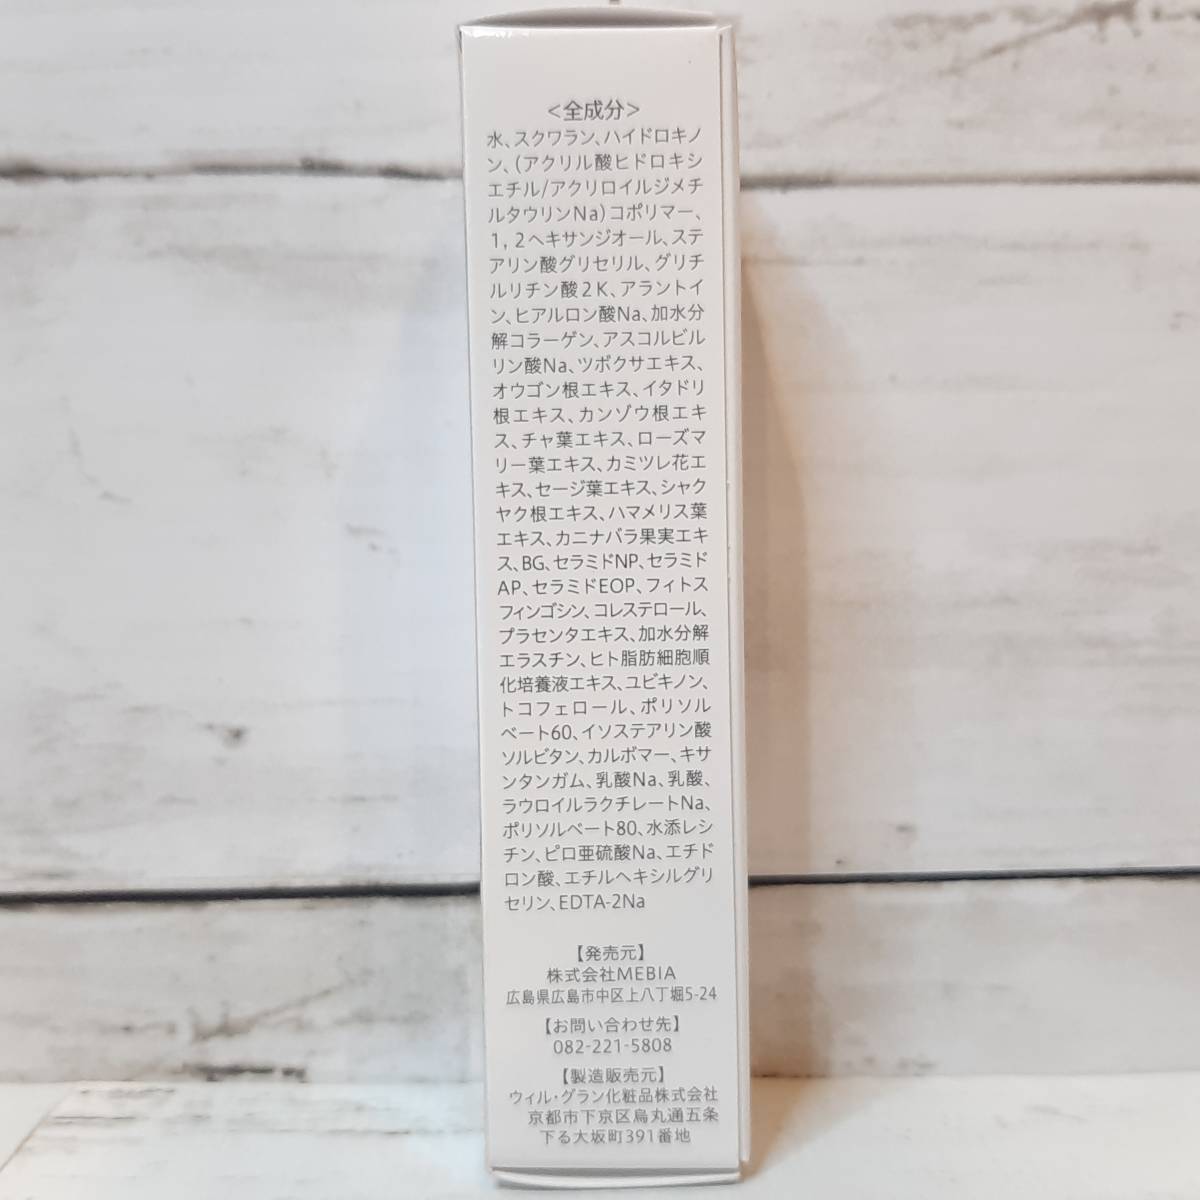 <全成分>
水、スクワラン、ハイドロキノ
ン、(アクリル酸ヒドロキシ
エチル/アクリロイルジメチ
ルタウリンNa)コポリマー、
1, 2ヘキサンジオール、ステ
アリン酸グリセリル、グリチ
ルリチン酸2K、アラントイ
ン、ヒアルロン酸Na、加水分
解コラーゲン、アスコルビル
リン酸Na、ツボクサエキス、
オウゴン根エキス、イタドリ
根エキス、カンゾウ根エキ
ス、チャ葉エキス、ローズマ
リー葉エキス、カミツレ花エ
キス、セージ葉エキス、シャク
ヤク根エキス、ハマメリス葉
エキス、カニナバラ果実エキ
ス、BG、セラミドNP、セラミド
AP、セラミドEOP、フィトス
フィンゴシン、コレステロール、
プラセンタエキス、加水分解
エラスチン、ヒト脂肪細胞順
化培養液エキス、ユビキノン、
トコフェロール、ポリソル
ベート60、イソステアリン酸
ソルビタン、カルボマー、キサ
ンタンガム、乳酸Na、乳酸、
ラウロイルラクチレートNa、
ポリソルベート80、水添レシ
チン、ピロ亜硫酸Na、エチド
ロン酸、エチルヘキシルグリ
セリン、EDTA-2Na
【発売元】
株式会社MEBIA
広島県広島市中区上八丁堀5-24
【お問い合わせ先】
082-221-5808
【製造販売元】
ウィル・グラン化粧品株式会社
京都市下京区烏丸通五条
下る大坂町391番地